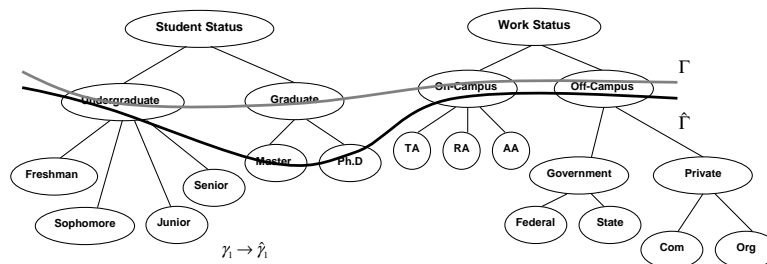 Student Status
Work Status
Γ
Undergraduate
Graduate
On-Campus
Off-Campus
Γ̂
Freshman
Senior
Master
Ph.D
TA
RA
AA
Government
Private
Sophomore
Junior
Federal
State
Com
Org
γ₁ → γ̂₁